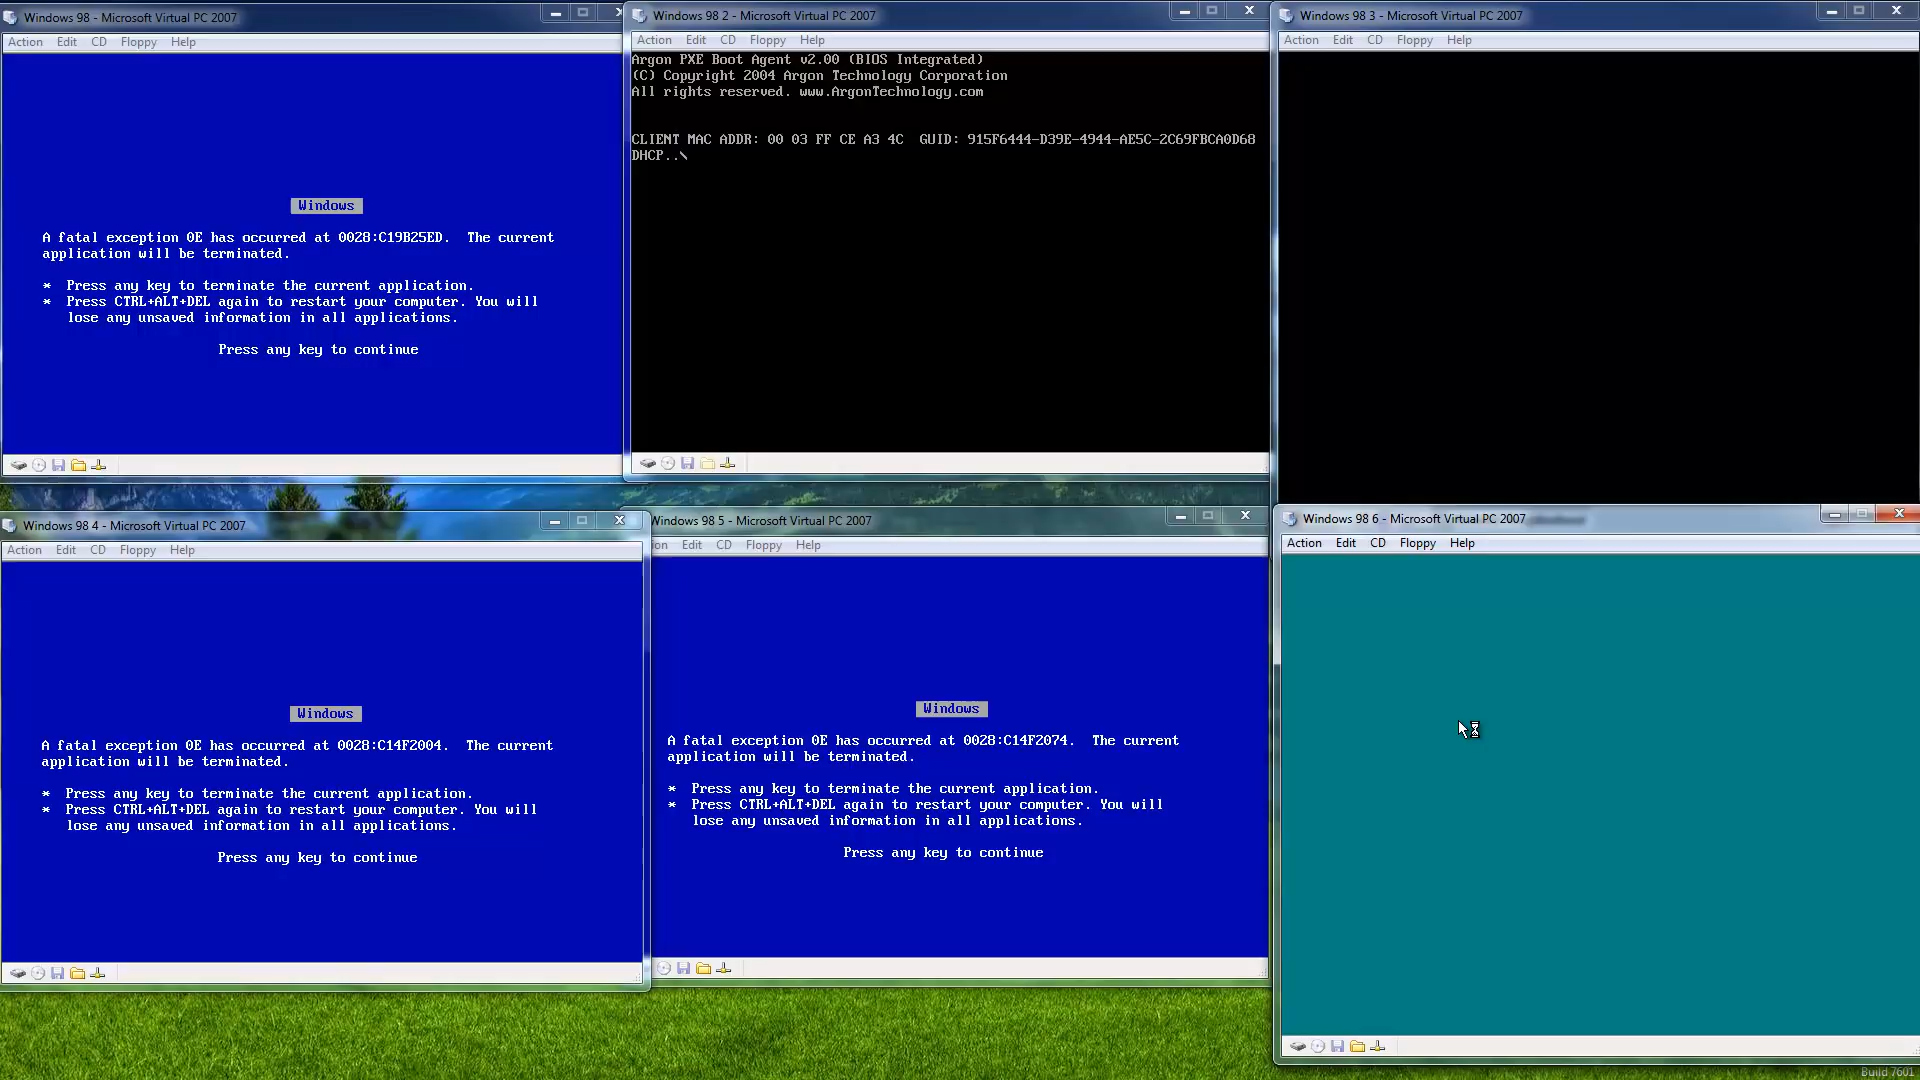 Windows 98 - Microsoft Virtual PC 2007
Action Edit CD Floppy Help
Windows
A fatal exception 0E has occurred at 0028:C19B25ED. The current
application will be terminated.
* Press any key to terminate the current application.
* Press CTRL+ALT+DEL again to restart your computer. You will
lose any unsaved information in all applications.
Press any key to continue
Windows 98 2 - Microsoft Virtual PC 2007
Action Edit CD Floppy Help
Argon PXE Boot Agent v2.00 (BIOS Integrated)
(C) Copyright 2004 Argon Technology Corporation
All rights reserved. www.ArgonTechnology.com
CLIENT MAC ADDR: 00 03 FF CE A3 4C GUID: 915F6444-D39E-4944-AE5C-2C69FBCA0D68
DHCP..\
Windows 98 3 - Microsoft Virtual PC 2007
Action Edit CD Floppy Help
Windows 98 4 - Microsoft Virtual PC 2007
Action Edit CD Floppy Help
Windows
A fatal exception 0E has occurred at 0028:C14F2004. The current
application will be terminated.
* Press any key to terminate the current application.
* Press CTRL+ALT+DEL again to restart your computer. You will
lose any unsaved information in all applications.
Press any key to continue
Windows 98 5 - Microsoft Virtual PC 2007
ion Edit CD Floppy Help
Windows
A fatal exception 0E has occurred at 0028:C14F2074. The current
application will be terminated.
* Press any key to terminate the current application.
* Press CTRL+ALT+DEL again to restart your computer. You will
lose any unsaved information in all applications.
Press any key to continue
Windows 98 6 - Microsoft Virtual PC 2007
Action Edit CD Floppy Help
Build 7601